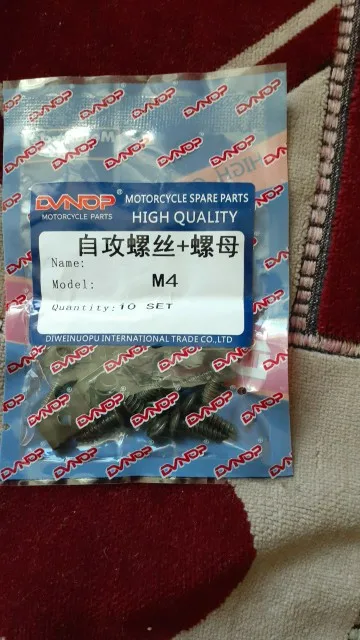 DVNOP
MOTORCYCLE PARTS
MOTORCYCLE SPARE PARTS
HIGH QUALITY
自攻螺丝+螺母
Name:
Model: M4
Quantity: 10 SET
DIWEINUOPU INTERNATIONAL TRADE CO.,LTD